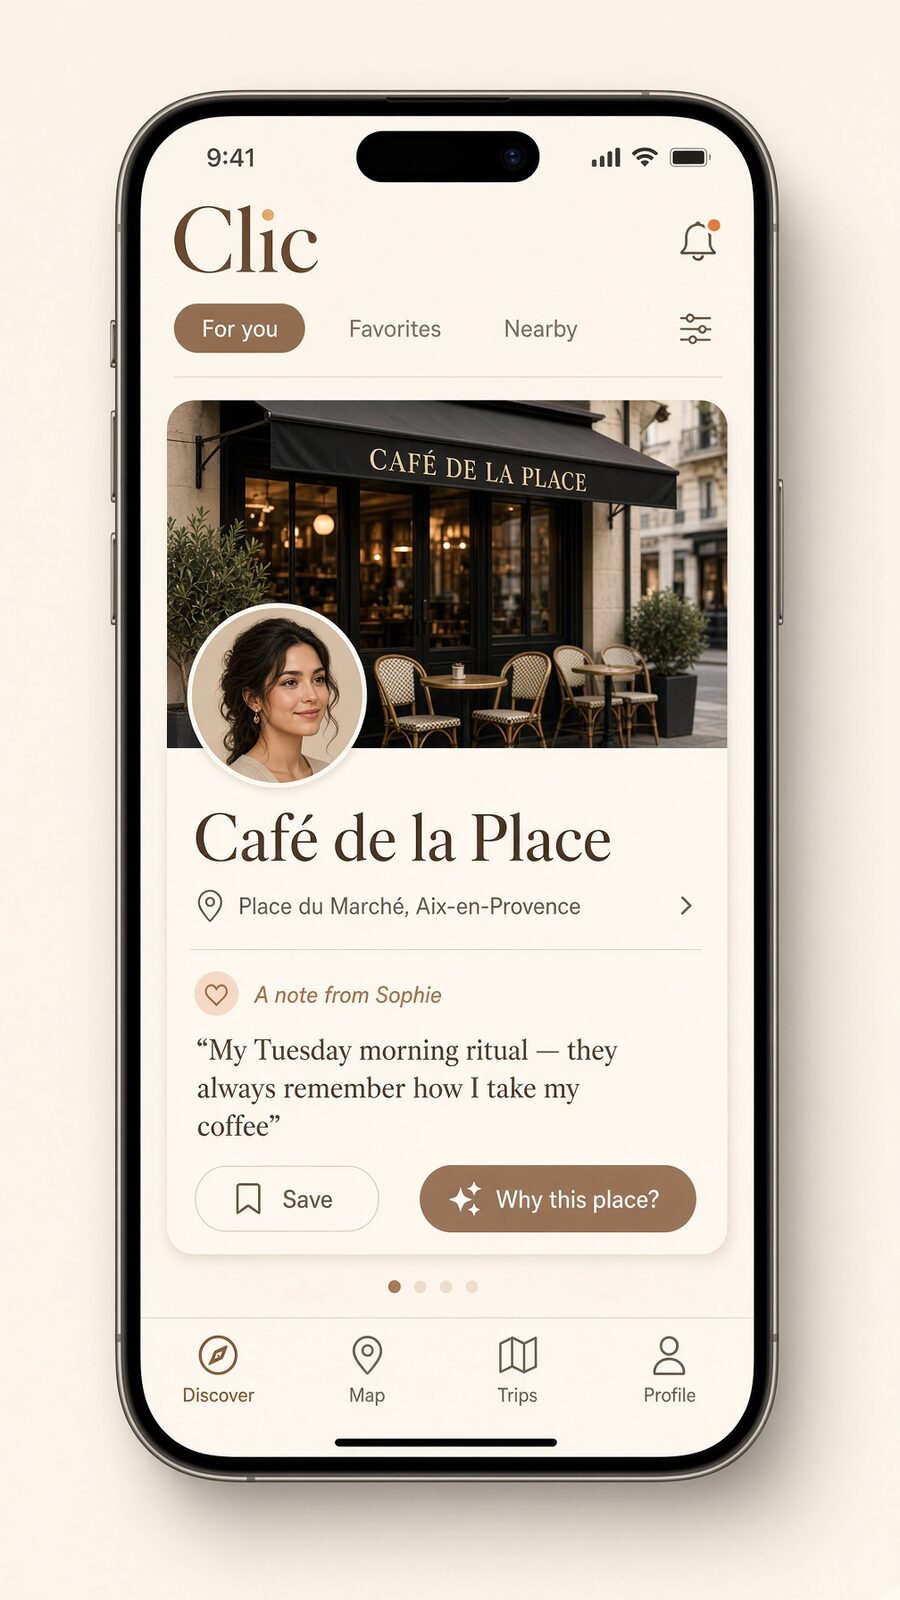 9:41
Clic
For you
Favorites
Nearby
CAFÉ DE LA PLACE
Café de la Place
Place du Marché, Aix-en-Provence
A note from Sophie
“My Tuesday morning ritual — they
always remember how I take my
coffee”
Save
Why this place?
Discover
Map
Trips
Profile